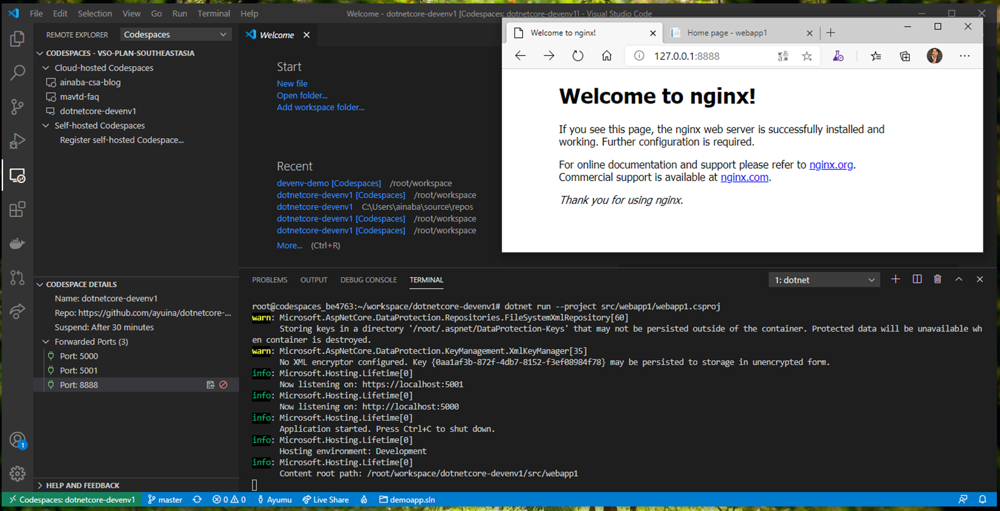 File Edit Selection View Go Run Terminal Help
Welcome - dotnetcore-devenv1 [Codespaces: dotnetcore-devenv1] - Visual Studio Code
REMOTE EXPLORER Codespaces
CODESPACES - VSO-PLAN-SOUTHEASTASIA
Cloud-hosted Codespaces
ainaba-csa-blog
mavtd-faq
dotnetcore-devenv1
Self-hosted Codespaces
Register self-hosted Codespace...
CODESPACE DETAILS
Name: dotnetcore-devenv1
Repo: https://github.com/ayuina/dotnetcore-...
Suspend: After 30 minutes
Forwarded Ports (3)
Port: 5000
Port: 5001
Port: 8888
HELP AND FEEDBACK
1
Welcome
Start
New file
Open folder...
Add workspace folder...
Recent
devenv-demo [Codespaces] /root/workspace
dotnetcore-devenv1 [Codespaces] /root/workspace
dotnetcore-devenv1 C:\Users\ainaba\source\repos
dotnetcore-devenv1 [Codespaces] /root/workspace
dotnetcore-devenv1 [Codespaces] /root/workspace
More... (Ctrl+R)
Welcome to nginx!
Home page - webapp1
127.0.0.1:8888
Welcome to nginx!
If you see this page, the nginx web server is successfully installed and
working. Further configuration is required.
For online documentation and support please refer to nginx.org.
Commercial support is available at nginx.com.
Thank you for using nginx.
PROBLEMS OUTPUT DEBUG CONSOLE TERMINAL
1: dotnet
root@codespaces_be4763:~/workspace/dotnetcore-devenv1# dotnet run --project src/webapp1/webapp1.csproj
warn: Microsoft.AspNetCore.DataProtection.Repositories.FileSystemXmlRepository[60]
Storing keys in a directory '/root/.aspnet/DataProtection-Keys' that may not be persisted outside of the container. Protected data will be unavailable wh
en container is destroyed.
warn: Microsoft.AspNetCore.DataProtection.KeyManagement.XmlKeyManager[35]
No XML encryptor configured. Key {0aa1af3b-872f-4db7-8152-f3ef08984f78} may be persisted to storage in unencrypted form.
info: Microsoft.Hosting.Lifetime[0]
Now listening on: https://localhost:5001
info: Microsoft.Hosting.Lifetime[0]
Now listening on: http://localhost:5000
info: Microsoft.Hosting.Lifetime[0]
Application started. Press Ctrl+C to shut down.
info: Microsoft.Hosting.Lifetime[0]
Hosting environment: Development
info: Microsoft.Hosting.Lifetime[0]
Content root path: /root/workspace/dotnetcore-devenv1/src/webapp1
Codespaces: dotnetcore-devenv1 master 0 0 Ayumu Live Share demoapp.sln